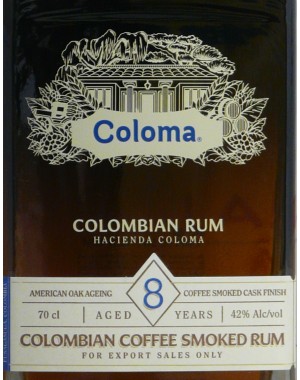 Coloma®
COLOMBIAN RUM
HACIENDA COLOMA
AMERICAN OAK AGEING 8 COFFEE SMOKED CASK FINISH
70 cl AGED YEARS 42% Alc/vol
COLOMBIAN COFFEE SMOKED RUM
FOR EXPORT SALES ONLY